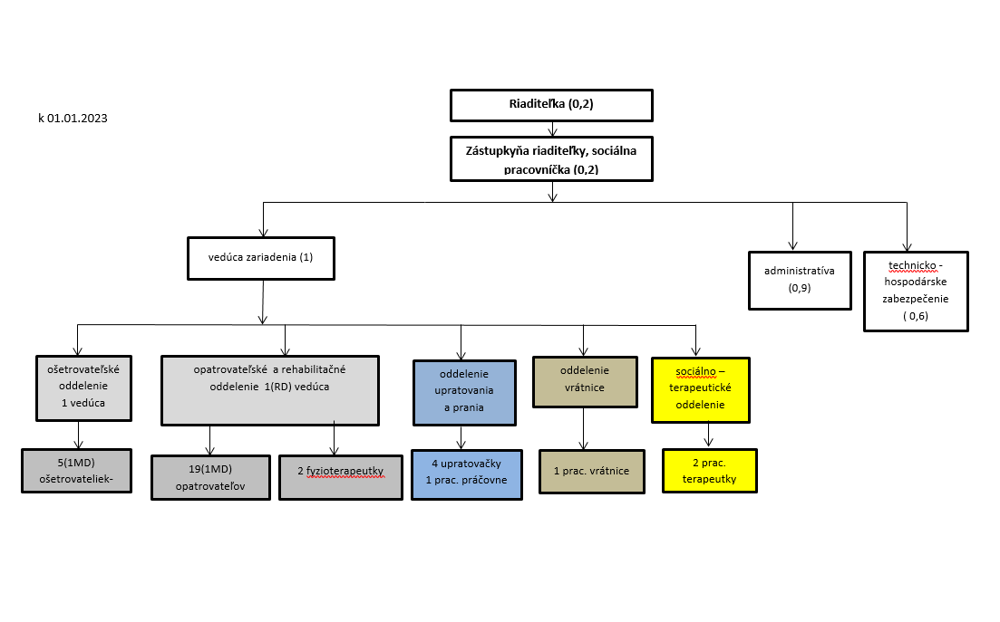 Riaditeľka (0,2)
k 01.01.2023
Zástupkyňa riaditeľky, sociálna
pracovníčka (0,2)
vedúca zariadenia (1)
administratíva
(0,9)
technicko -
hospodárske
zabezpečenie
( 0,6)
ošetrovateľské
oddelenie
1 vedúca
opatrovateľské a rehabilitačné
oddelenie 1(RD) vedúca
oddelenie
upratovania
a prania
oddelenie
vrátnice
sociálno –
terapeutické
oddelenie
5(1MD)
ošetrovateliek-
19(1MD)
opatrovateľov
2 fyzioterapeutky
4 upratovačky
1 prac. práčovne
1 prac. vrátnice
2 prac.
terapeutky